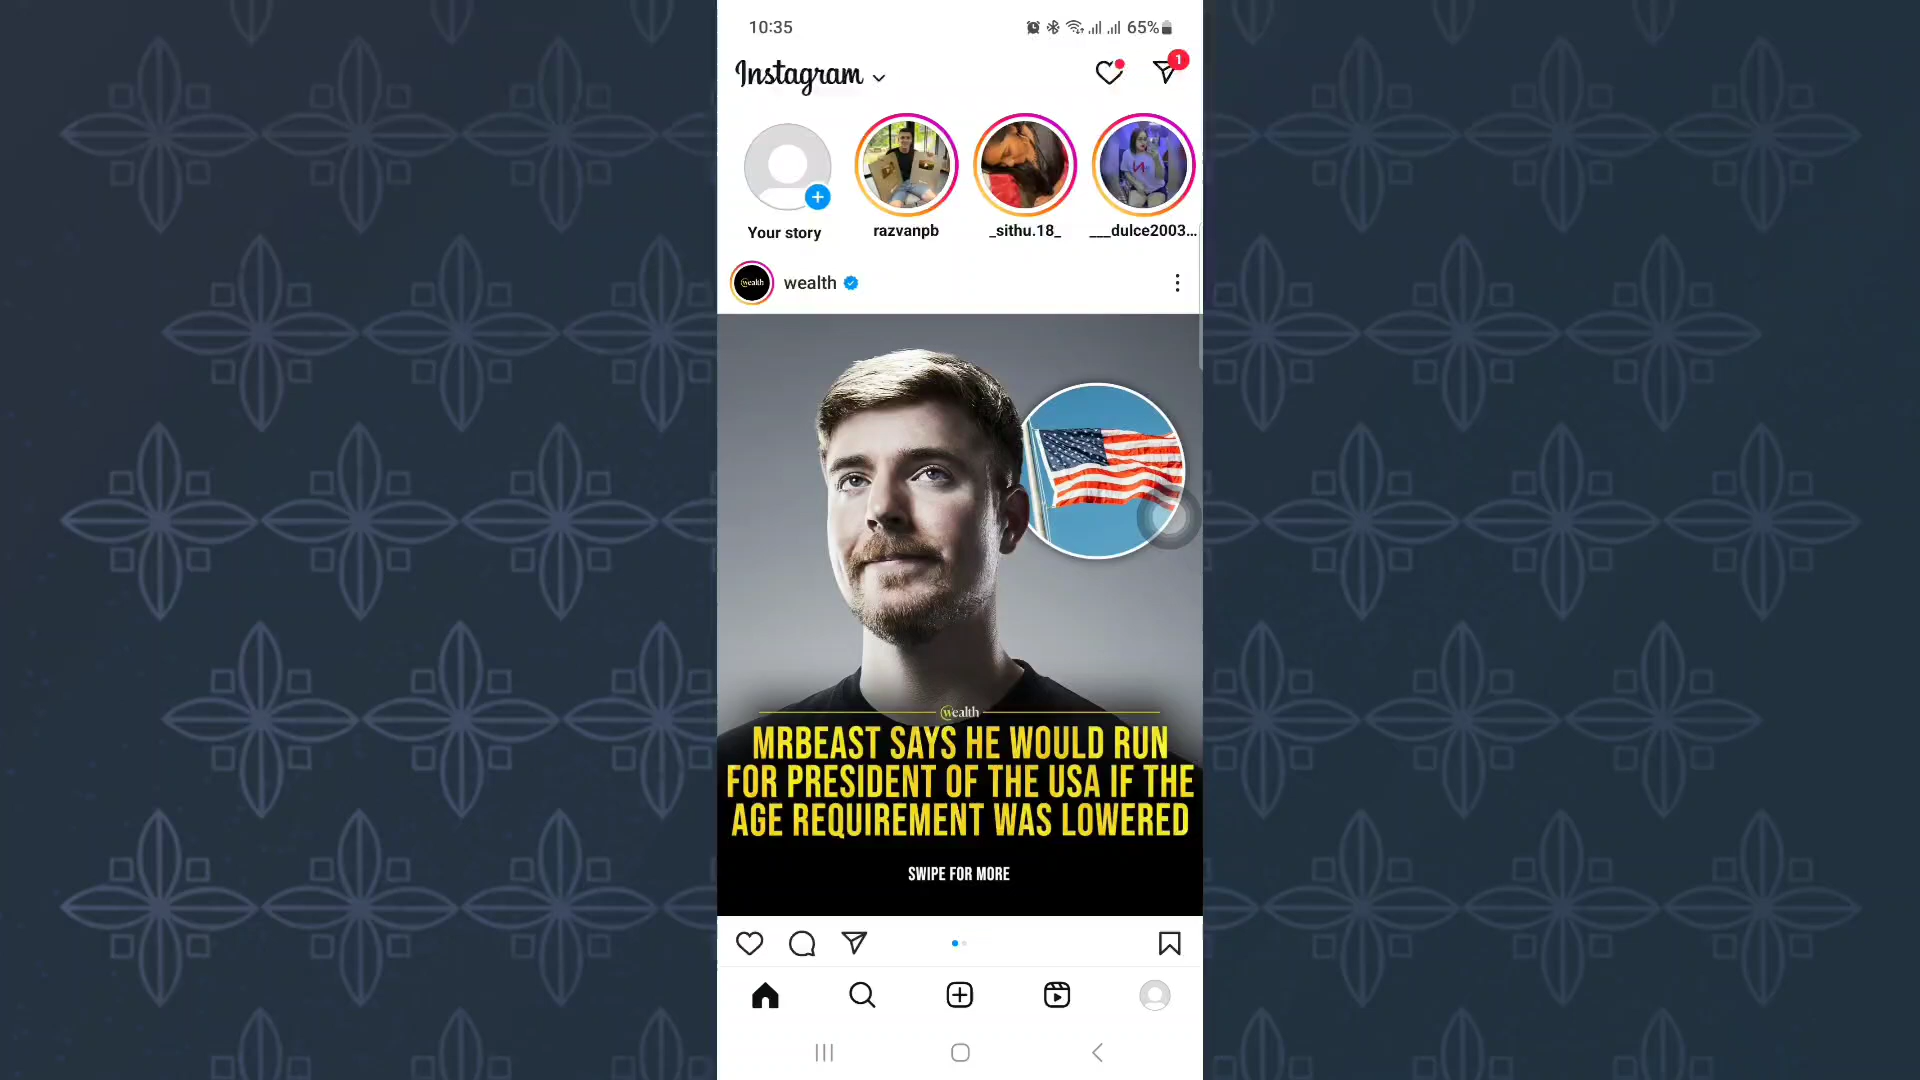 10:35
65%
Instagram
1
Your story
razvanpb
_sithu.18_
___dulce2003...
wealth
wealth
wealth
MRBEAST SAYS HE WOULD RUN
FOR PRESIDENT OF THE USA IF THE
AGE REQUIREMENT WAS LOWERED
SWIPE FOR MORE